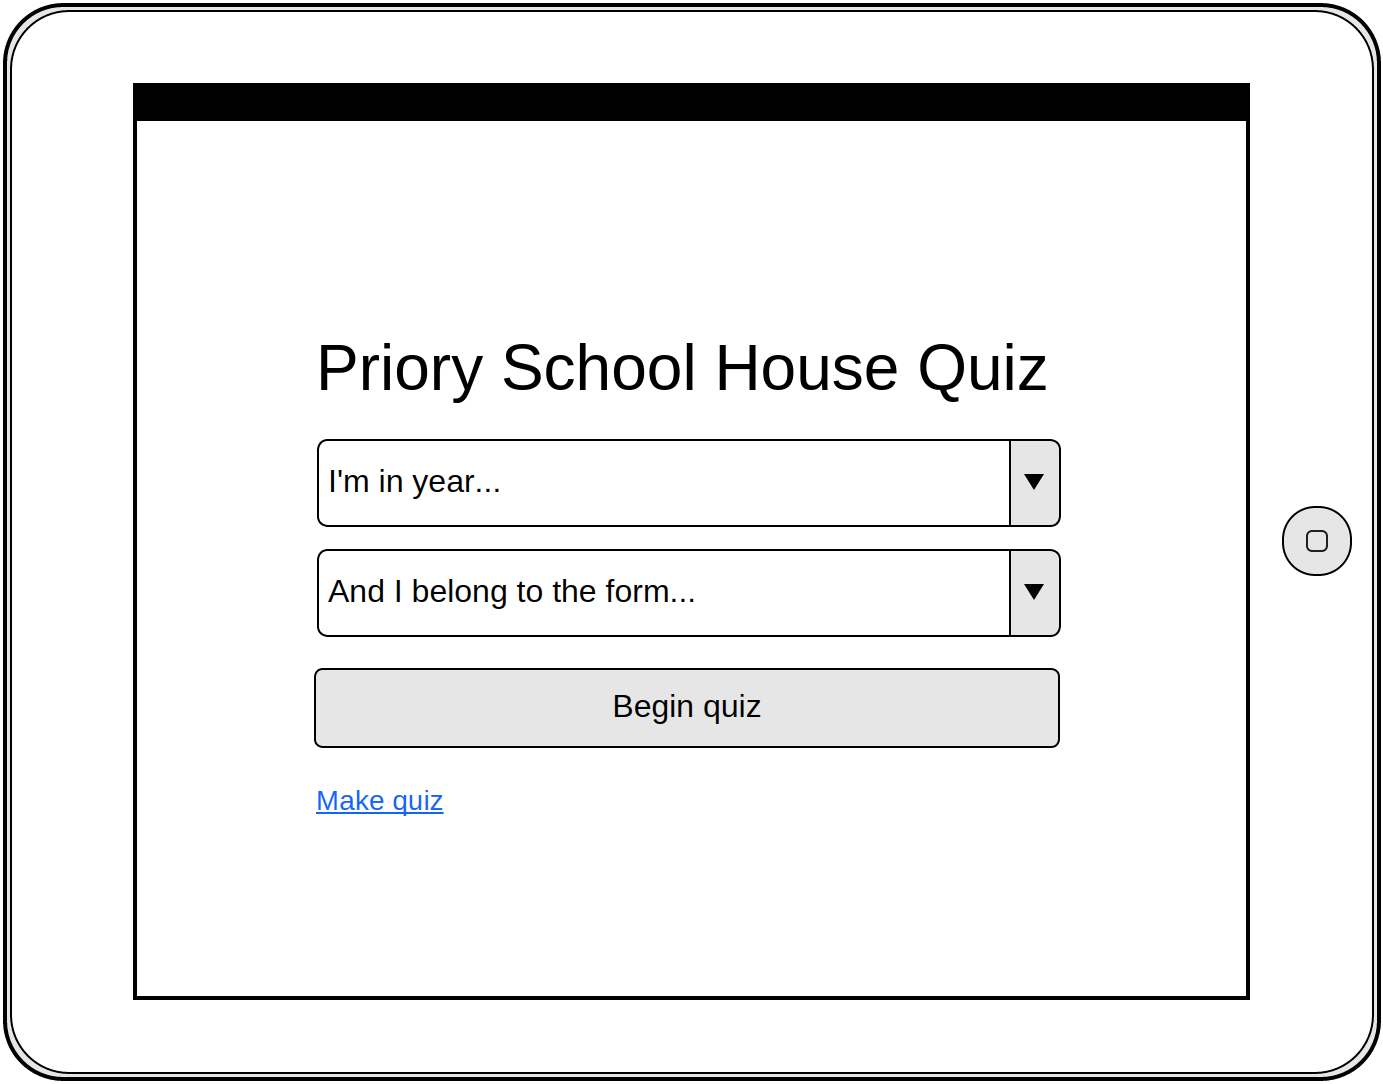 Priory School House Quiz
I'm in year...
And I belong to the form...
Begin quiz
Make quiz